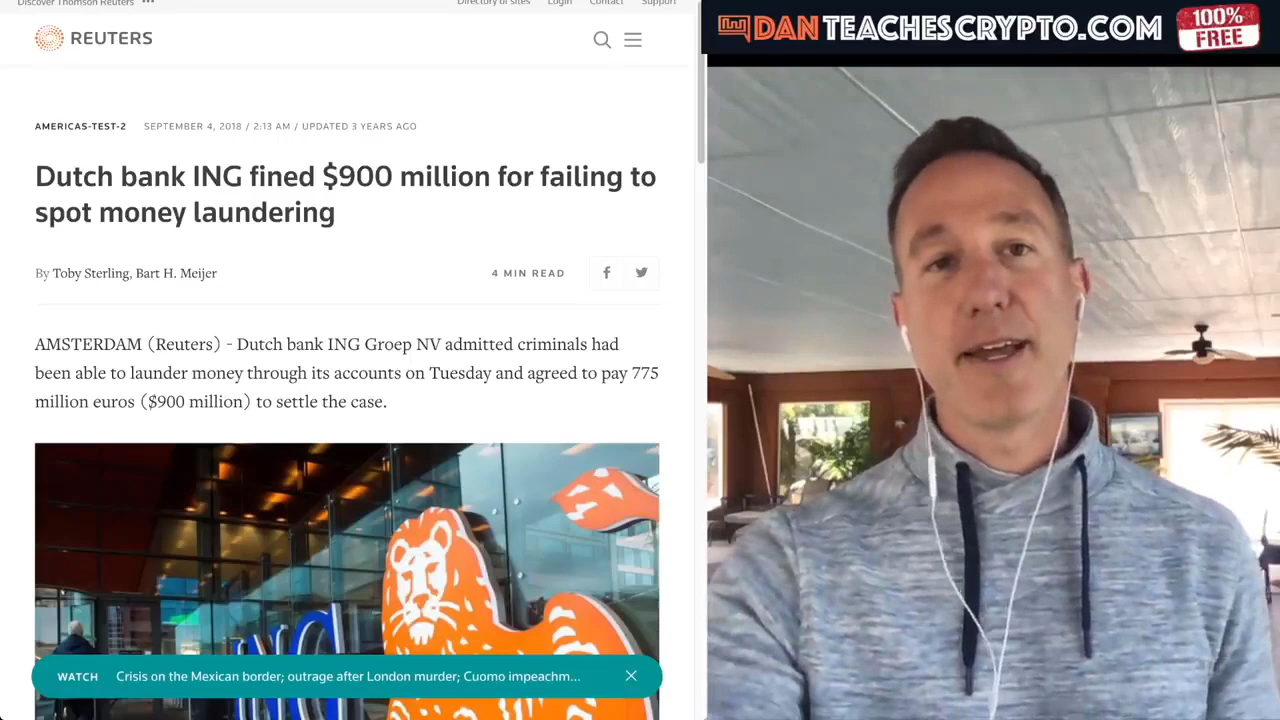 Discover Thomson Reuters •••
Directory of sites Login Contact Support
REUTERS
AMERICAS-TEST-2 SEPTEMBER 4, 2018 / 2:13 AM / UPDATED 3 YEARS AGO
Dutch bank ING fined $900 million for failing to
spot money laundering
By Toby Sterling, Bart H. Meijer
4 MIN READ
AMSTERDAM (Reuters) - Dutch bank ING Groep NV admitted criminals had
been able to launder money through its accounts on Tuesday and agreed to pay 775
million euros ($900 million) to settle the case.
ING
WATCH Crisis on the Mexican border; outrage after London murder; Cuomo impeachm...
DANTEACHESCRYPTO.COM
100%
FREE